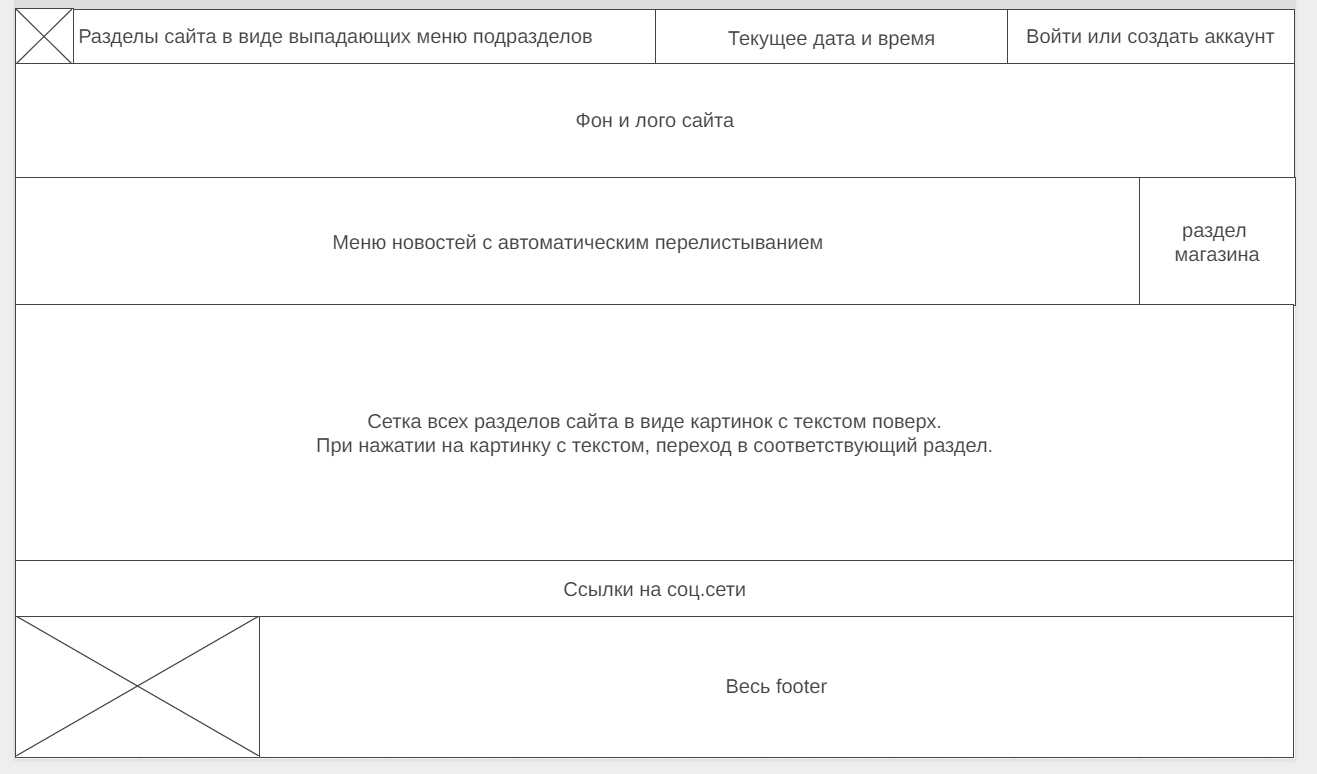 Разделы сайта в виде выпадающих меню подразделов
Текущее дата и время
Войти или создать аккаунт
Фон и лого сайта
Меню новостей с автоматическим перелистыванием
раздел
магазина
Сетка всех разделов сайта в виде картинок с текстом поверх.
При нажатии на картинку с текстом, переход в соответствующий раздел.
Ссылки на соц.сети
Весь footer